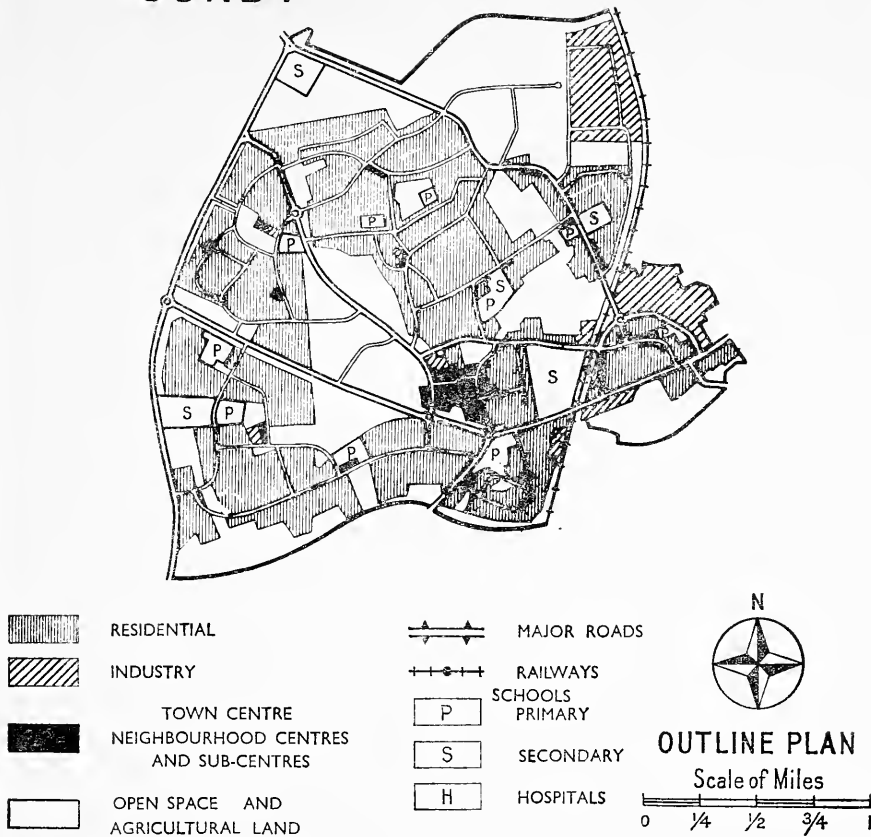 S
P
P
P S
P
S
P
P
S
S P
P
P
RESIDENTIAL
INDUSTRY
TOWN CENTRE
NEIGHBOURHOOD CENTRES
AND SUB-CENTRES
OPEN SPACE AND
AGRICULTURAL LAND
MAJOR ROADS
RAILWAYS
SCHOOLS
P PRIMARY
S SECONDARY
H HOSPITALS
N
OUTLINE PLAN
Scale of Miles
0 1/4 1/2 3/4